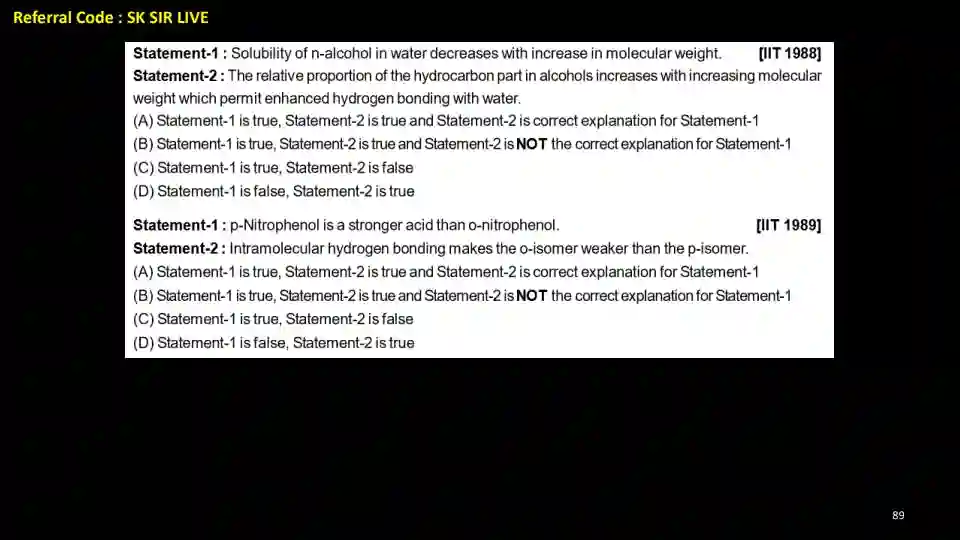 Referral Code : SK SIR LIVE
Statement-1 : Solubility of n-alcohol in water decreases with increase in molecular weight. [IIT 1988]
Statement-2 : The relative proportion of the hydrocarbon part in alcohols increases with increasing molecular
weight which permit enhanced hydrogen bonding with water.
(A) Statement-1 is true, Statement-2 is true and Statement-2 is correct explanation for Statement-1
(B) Statement-1 is true, Statement-2 is true and Statement-2 is NOT the correct explanation for Statement-1
(C) Statement-1 is true, Statement-2 is false
(D) Statement-1 is false, Statement-2 is true
Statement-1 : p-Nitrophenol is a stronger acid than o-nitrophenol. [IIT 1989]
Statement-2 : Intramolecular hydrogen bonding makes the o-isomer weaker than the p-isomer.
(A) Statement-1 is true, Statement-2 is true and Statement-2 is correct explanation for Statement-1
(B) Statement-1 is true, Statement-2 is true and Statement-2 is NOT the correct explanation for Statement-1
(C) Statement-1 is true, Statement-2 is false
(D) Statement-1 is false, Statement-2 is true
89